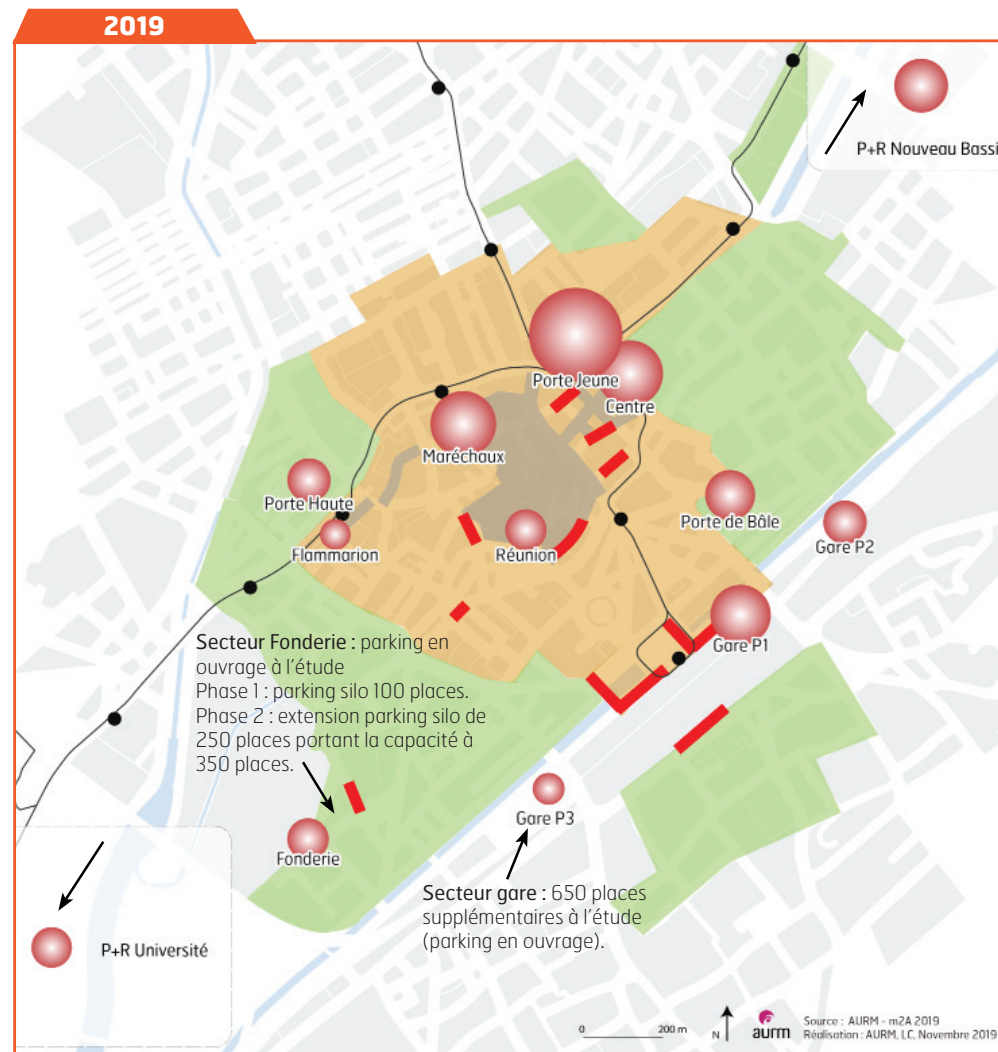 2019
P+R Nouveau Bassi
Porte Jeune
Centre
Maréchaux
Porte Haute
Flammarion
Réunion
Porte de Bâle
Gare P2
Gare P1
Secteur Fonderie : parking en
ouvrage à l'étude
Phase 1 : parking silo 100 places.
Phase 2 : extension parking silo de
250 places portant la capacité à
350 places.
Gare P3
Fonderie
Secteur gare : 650 places
supplémentaires à l'étude
(parking en ouvrage).
P+R Université
0 200 m
N
aurm
Source : AURM - m2A 2019
Réalisation : AURM, LC, Novembre 2019